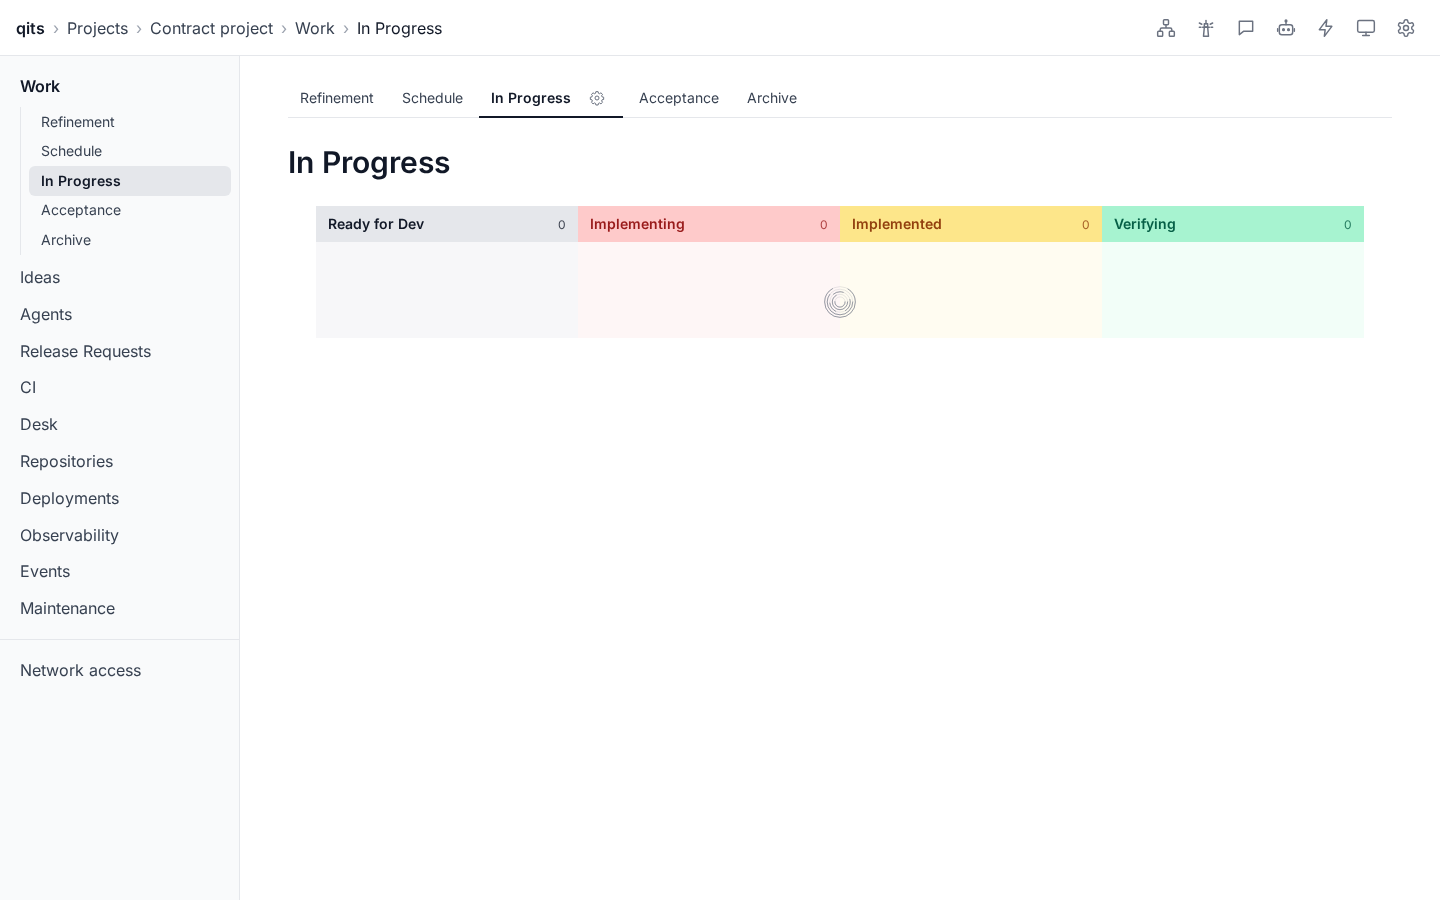 qits › Projects › Contract project › Work › In Progress
Work
Refinement
Schedule
In Progress
Acceptance
Archive
Ideas
Agents
Release Requests
CI
Desk
Repositories
Deployments
Observability
Events
Maintenance
Network access
Refinement Schedule In Progress Acceptance Archive
In Progress
Ready for Dev 0 Implementing 0 Implemented 0 Verifying 0